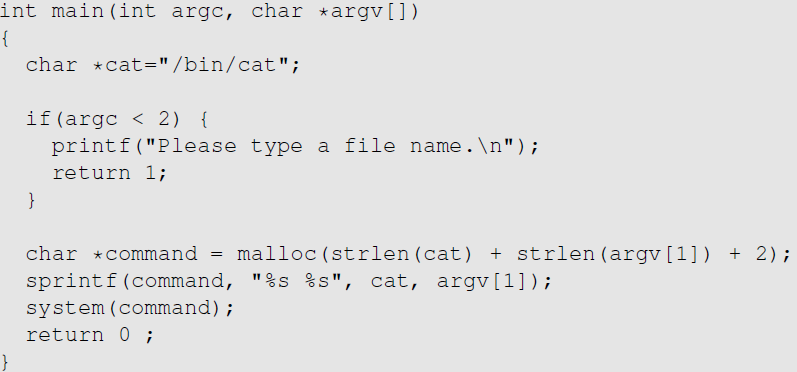 int main(int argc, char *argv[])
{
  char *cat="/bin/cat";

  if(argc < 2) {
    printf("Please type a file name.\n");
    return 1;
  }

  char *command = malloc(strlen(cat) + strlen(argv[1]) + 2);
  sprintf(command, "%s %s", cat, argv[1]);
  system(command);
  return 0 ;
}